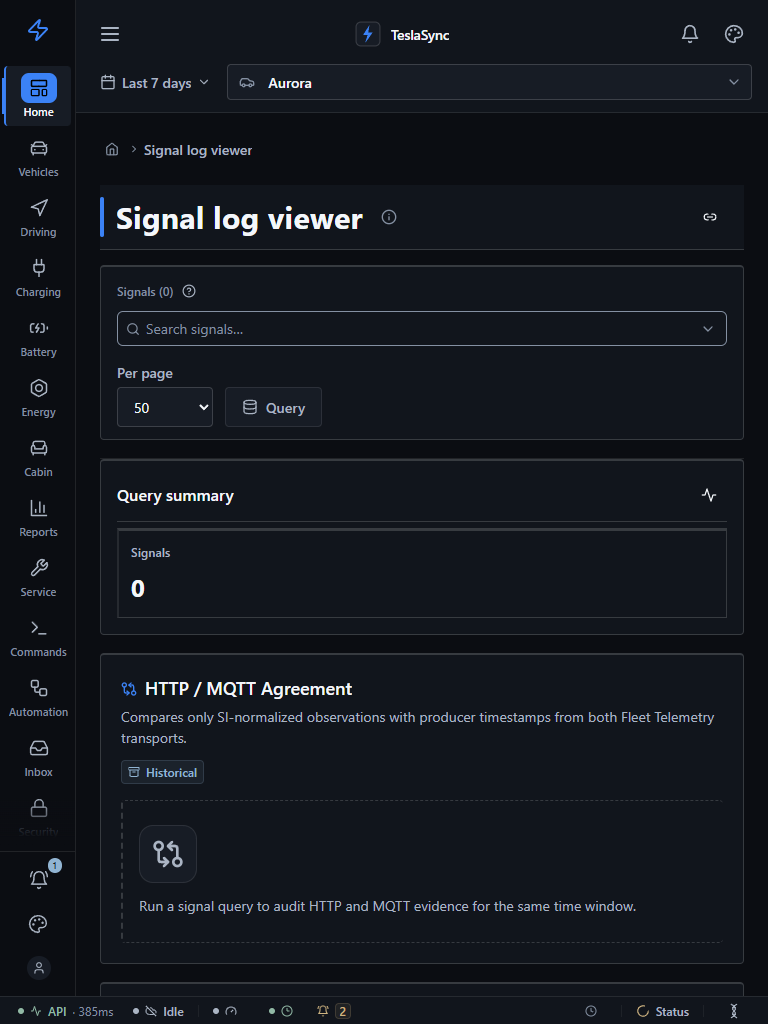 TeslaSync
Last 7 days
Aurora
Home
Vehicles
Driving
Charging
Battery
Energy
Cabin
Reports
Service
Commands
Automation
Inbox
Security
1
Signal log viewer
Signal log viewer
Signals (0)
Search signals...
Per page
50
Query
Query summary
Signals
0
HTTP / MQTT Agreement
Compares only SI-normalized observations with producer timestamps from both Fleet Telemetry
transports.
Historical
Run a signal query to audit HTTP and MQTT evidence for the same time window.
API · 385ms
Idle
2
Status